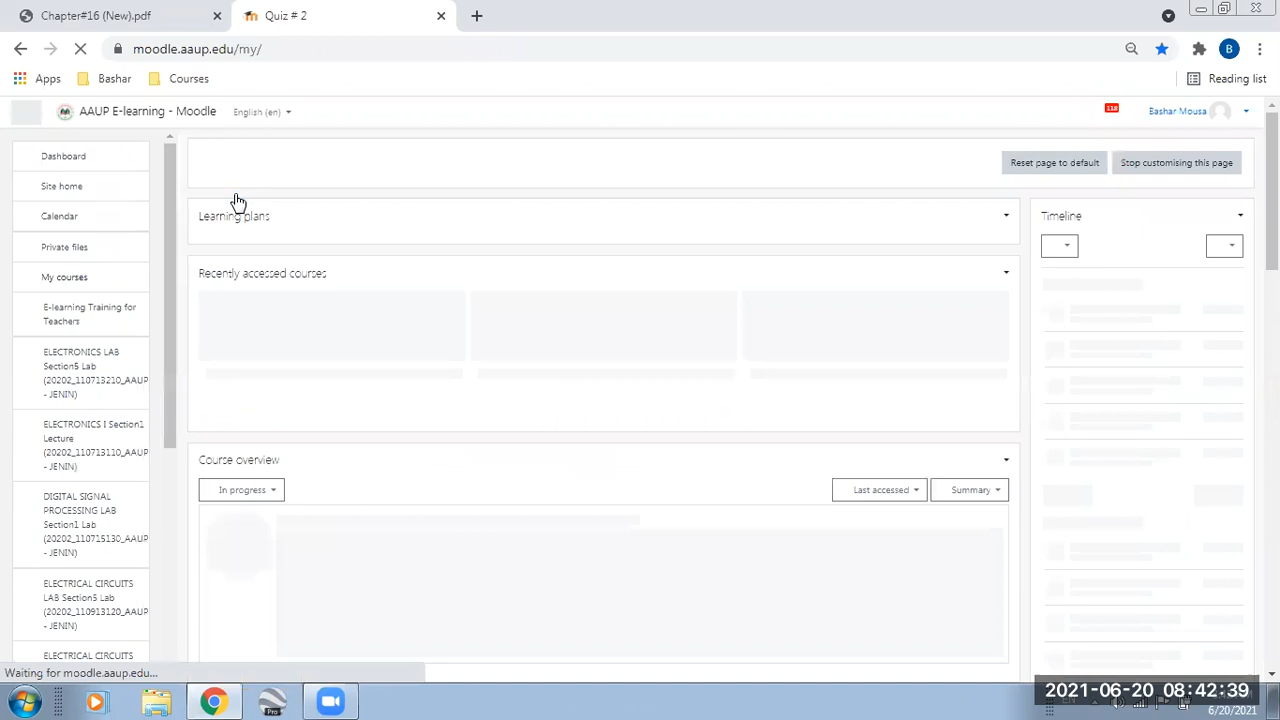 Chapter#16 (New).pdf
Quiz # 2
moodle.aaup.edu/my/
B
Apps
Bashar
Courses
Reading list
AAUP E-learning - Moodle
English (en)
118
Bashar Mousa
Dashboard
Site home
Calendar
Private files
My courses
E-learning Training for
Teachers
ELECTRONICS LAB
Section5 Lab
(20202_110713210_AAUP
- JENIN)
ELECTRONICS I Section1
Lecture
(20202_110713110_AAUP
- JENIN)
DIGITAL SIGNAL
PROCESSING LAB
Section1 Lab
(20202_110715130_AAUP
- JENIN)
ELECTRICAL CIRCUITS
LAB Section5 Lab
(20202_110913120_AAUP
- JENIN)
ELECTRICAL CIRCUITS
Reset page to default
Stop customising this page
Learning plans
Recently accessed courses
Course overview
In progress
Last accessed
Summary
Timeline
Waiting for moodle.aaup.edu...
Pro
2021-06-20 08:42:39
6/20/2021